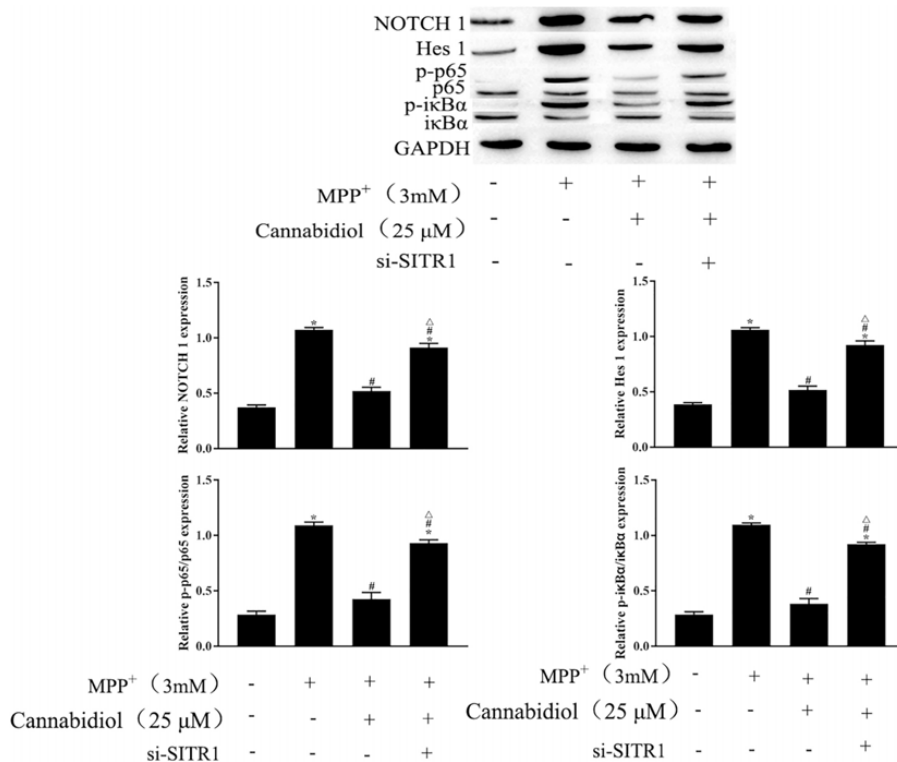 NOTCH 1
Hes 1
p-p65
p65
p-iκBα
iκBα
GAPDH
MPP⁺ （3mM） - + + +
Cannabidiol （25 μM） - - + +
si-SITR1 - - - +
Relative NOTCH 1 expression
1.5
1.0
0.5
0.0
* # △ # *
Relative Hes 1 expression
1.5
1.0
0.5
0.0
* # △ # *
Relative p-p65/p65 expression
1.5
1.0
0.5
0.0
* # △ # *
Relative p-iκBα/iκBα expression
1.5
1.0
0.5
0.0
* # △ # *
MPP⁺ （3mM） - + + +
Cannabidiol （25 μM） - - + +
si-SITR1 - - - +
MPP⁺ （3mM） - + + +
Cannabidiol （25 μM） - - + +
si-SITR1 - - - +